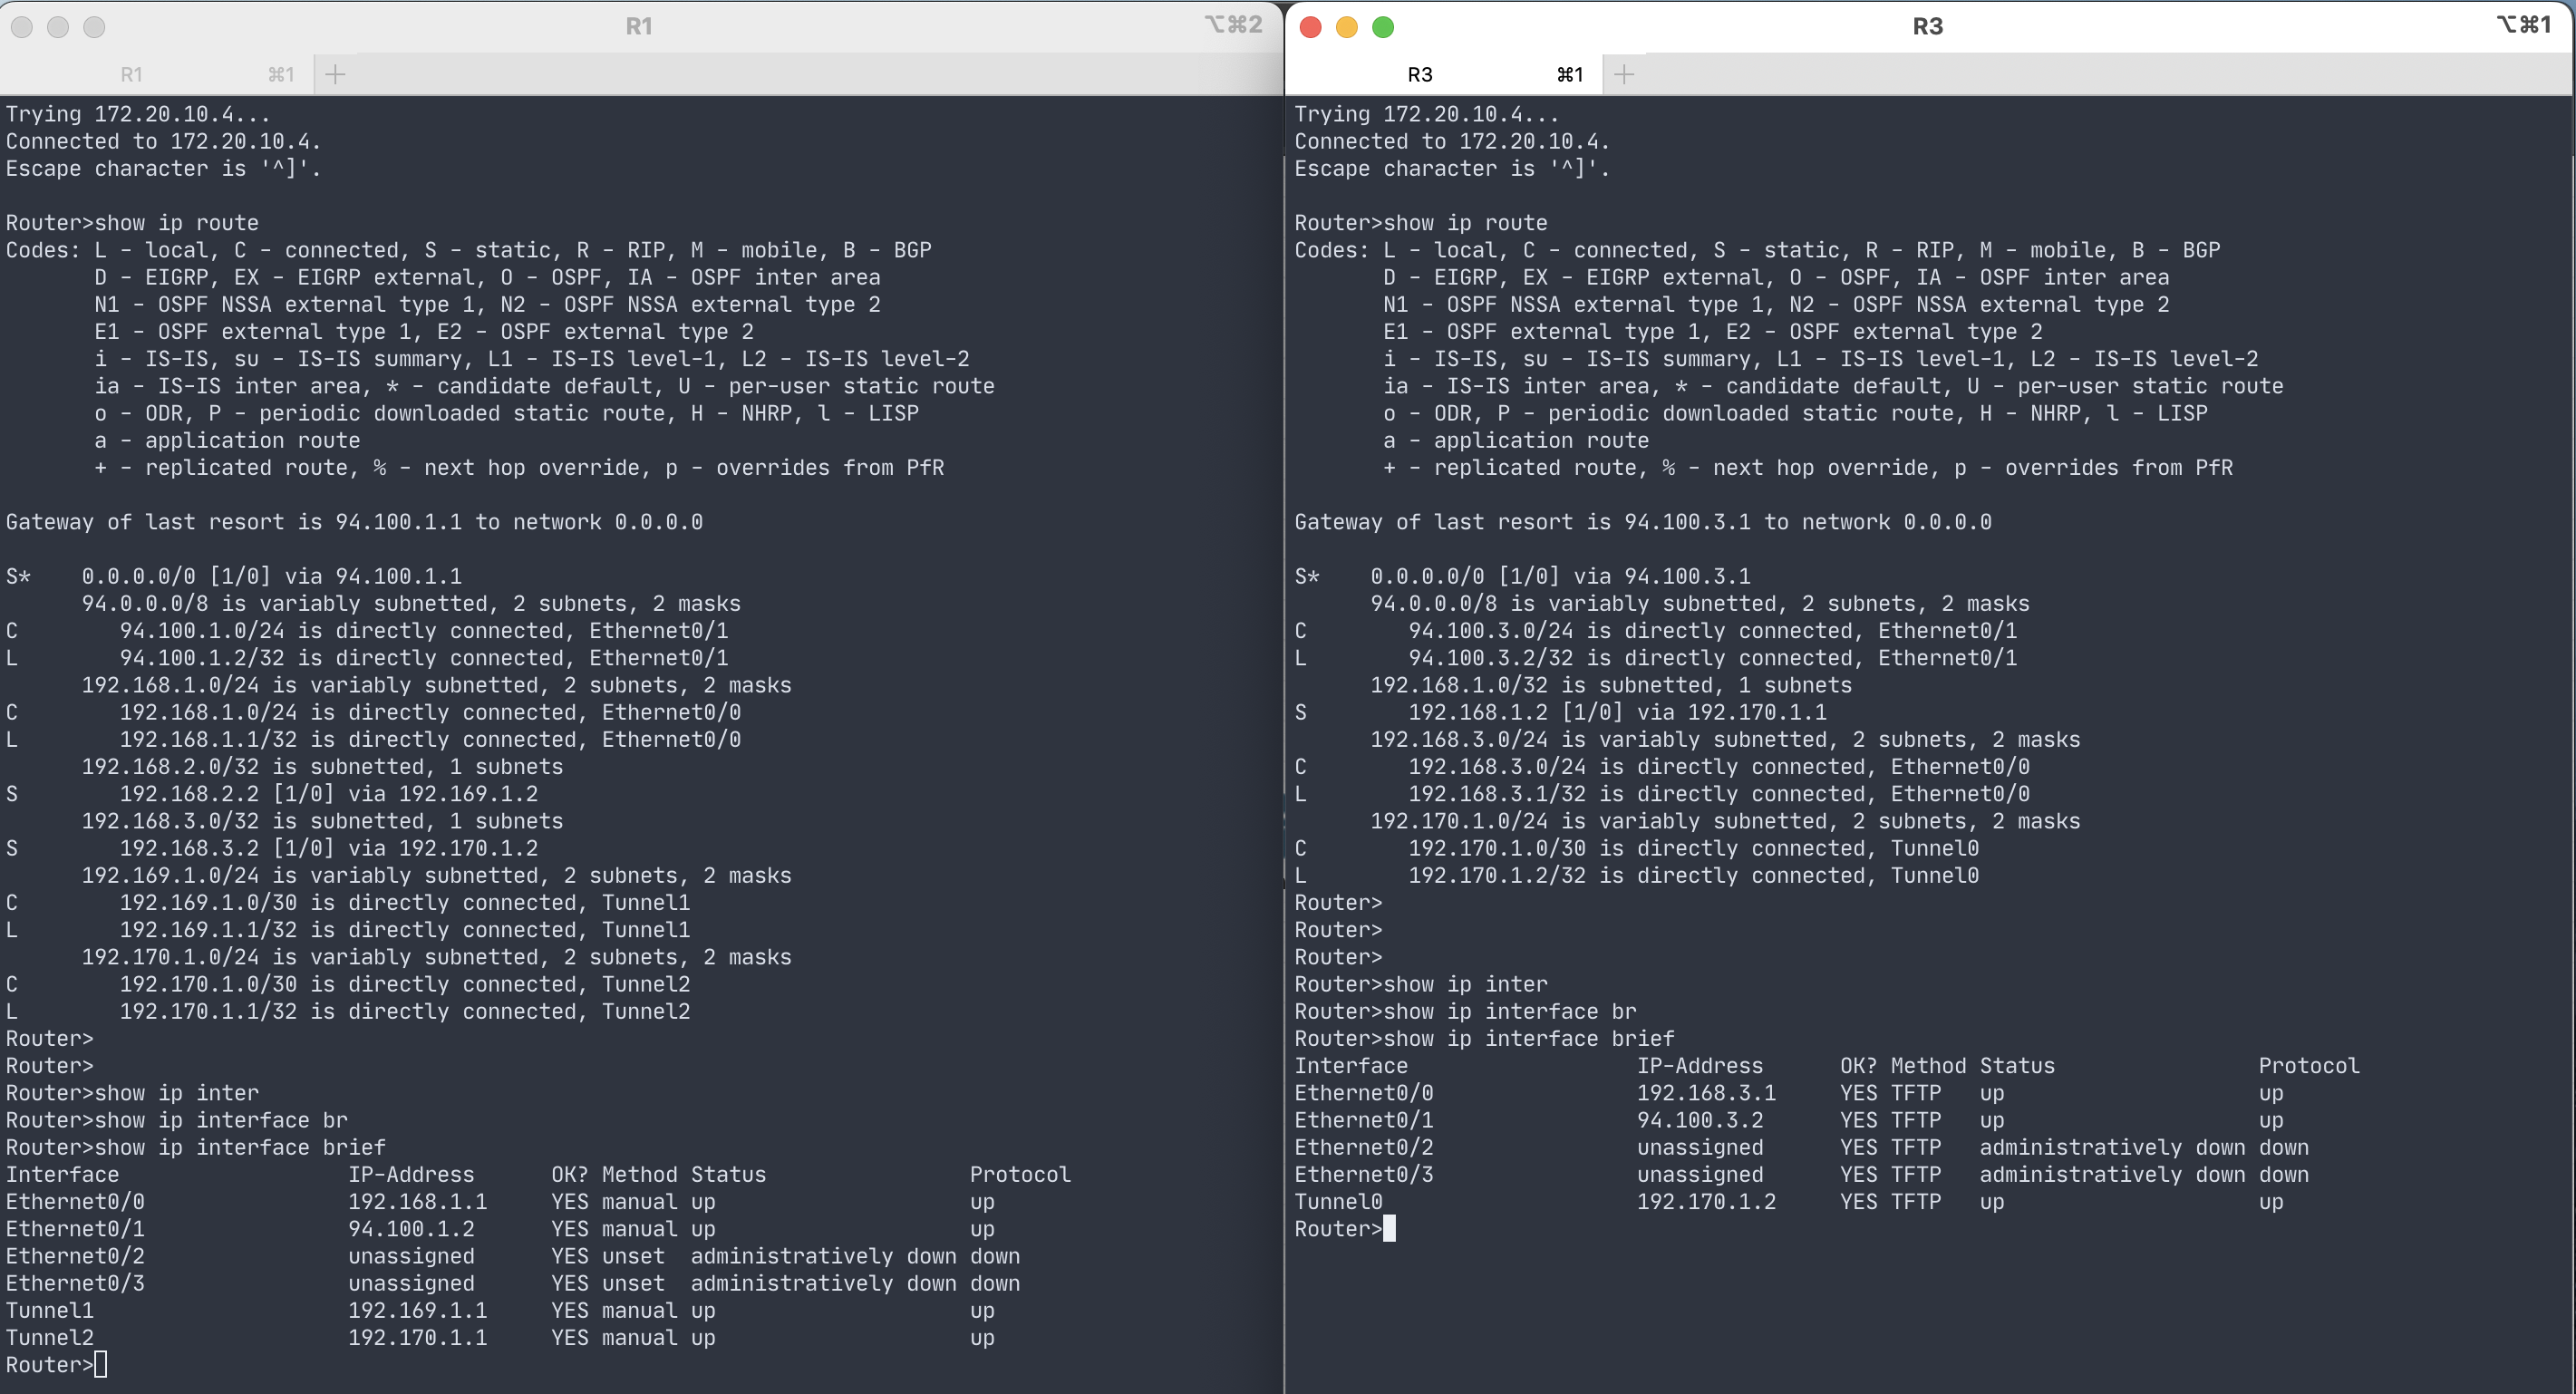 R1 ⌥⌘2
R1 ⌘1
Trying 172.20.10.4...
Connected to 172.20.10.4.
Escape character is '^]'.
Router>show ip route
Codes: L - local, C - connected, S - static, R - RIP, M - mobile, B - BGP
       D - EIGRP, EX - EIGRP external, O - OSPF, IA - OSPF inter area
       N1 - OSPF NSSA external type 1, N2 - OSPF NSSA external type 2
       E1 - OSPF external type 1, E2 - OSPF external type 2
       i - IS-IS, su - IS-IS summary, L1 - IS-IS level-1, L2 - IS-IS level-2
       ia - IS-IS inter area, * - candidate default, U - per-user static route
       o - ODR, P - periodic downloaded static route, H - NHRP, l - LISP
       a - application route
       + - replicated route, % - next hop override, p - overrides from PfR
Gateway of last resort is 94.100.1.1 to network 0.0.0.0
S*    0.0.0.0/0 [1/0] via 94.100.1.1
      94.0.0.0/8 is variably subnetted, 2 subnets, 2 masks
C        94.100.1.0/24 is directly connected, Ethernet0/1
L        94.100.1.2/32 is directly connected, Ethernet0/1
      192.168.1.0/24 is variably subnetted, 2 subnets, 2 masks
C        192.168.1.0/24 is directly connected, Ethernet0/0
L        192.168.1.1/32 is directly connected, Ethernet0/0
      192.168.2.0/32 is subnetted, 1 subnets
S        192.168.2.2 [1/0] via 192.169.1.2
      192.168.3.0/32 is subnetted, 1 subnets
S        192.168.3.2 [1/0] via 192.170.1.2
      192.169.1.0/24 is variably subnetted, 2 subnets, 2 masks
C        192.169.1.0/30 is directly connected, Tunnel1
L        192.169.1.1/32 is directly connected, Tunnel1
      192.170.1.0/24 is variably subnetted, 2 subnets, 2 masks
C        192.170.1.0/30 is directly connected, Tunnel2
L        192.170.1.1/32 is directly connected, Tunnel2
Router>
Router>
Router>show ip inter
Router>show ip interface br
Router>show ip interface brief
Interface                  IP-Address      OK? Method Status                Protocol
Ethernet0/0                192.168.1.1     YES manual up                    up
Ethernet0/1                94.100.1.2      YES manual up                    up
Ethernet0/2                unassigned      YES unset  administratively down down
Ethernet0/3                unassigned      YES unset  administratively down down
Tunnel1                    192.169.1.1     YES manual up                    up
Tunnel2                    192.170.1.1     YES manual up                    up
Router>
R3 ⌥⌘1
R3 ⌘1
Trying 172.20.10.4...
Connected to 172.20.10.4.
Escape character is '^]'.
Router>show ip route
Codes: L - local, C - connected, S - static, R - RIP, M - mobile, B - BGP
       D - EIGRP, EX - EIGRP external, O - OSPF, IA - OSPF inter area
       N1 - OSPF NSSA external type 1, N2 - OSPF NSSA external type 2
       E1 - OSPF external type 1, E2 - OSPF external type 2
       i - IS-IS, su - IS-IS summary, L1 - IS-IS level-1, L2 - IS-IS level-2
       ia - IS-IS inter area, * - candidate default, U - per-user static route
       o - ODR, P - periodic downloaded static route, H - NHRP, l - LISP
       a - application route
       + - replicated route, % - next hop override, p - overrides from PfR
Gateway of last resort is 94.100.3.1 to network 0.0.0.0
S*    0.0.0.0/0 [1/0] via 94.100.3.1
      94.0.0.0/8 is variably subnetted, 2 subnets, 2 masks
C        94.100.3.0/24 is directly connected, Ethernet0/1
L        94.100.3.2/32 is directly connected, Ethernet0/1
      192.168.1.0/32 is subnetted, 1 subnets
S        192.168.1.2 [1/0] via 192.170.1.1
      192.168.3.0/24 is variably subnetted, 2 subnets, 2 masks
C        192.168.3.0/24 is directly connected, Ethernet0/0
L        192.168.3.1/32 is directly connected, Ethernet0/0
      192.170.1.0/24 is variably subnetted, 2 subnets, 2 masks
C        192.170.1.0/30 is directly connected, Tunnel0
L        192.170.1.2/32 is directly connected, Tunnel0
Router>
Router>
Router>
Router>show ip inter
Router>show ip interface br
Router>show ip interface brief
Interface                  IP-Address      OK? Method Status                Protocol
Ethernet0/0                192.168.3.1     YES TFTP   up                    up
Ethernet0/1                94.100.3.2      YES TFTP   up                    up
Ethernet0/2                unassigned      YES TFTP   administratively down down
Ethernet0/3                unassigned      YES TFTP   administratively down down
Tunnel0                    192.170.1.2     YES TFTP   up                    up
Router>